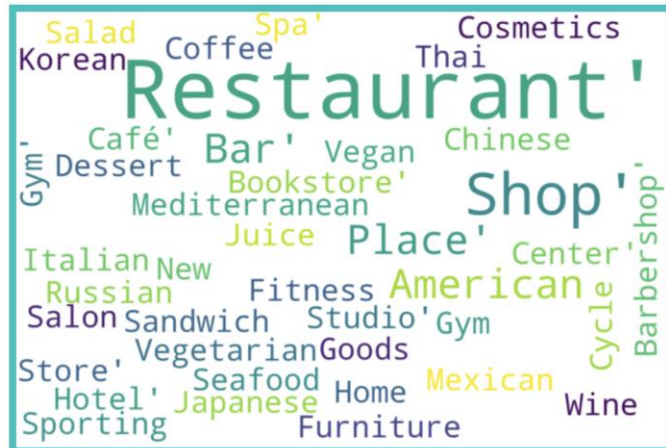 Salad Spa' Cosmetics
Korean Coffee Thai
Restaurant'
Café' Bar' Vegan Chinese
Gym' Dessert Bookstore' Shop' Barbershop'
Mediterranean
Juice Place' Center'
Italian New
Russian Fitness American Cycle
Salon Sandwich Studio' Gym
Vegetarian Goods
Store' Seafood Home Mexican
Hotel' Japanese Wine
Sporting Furniture